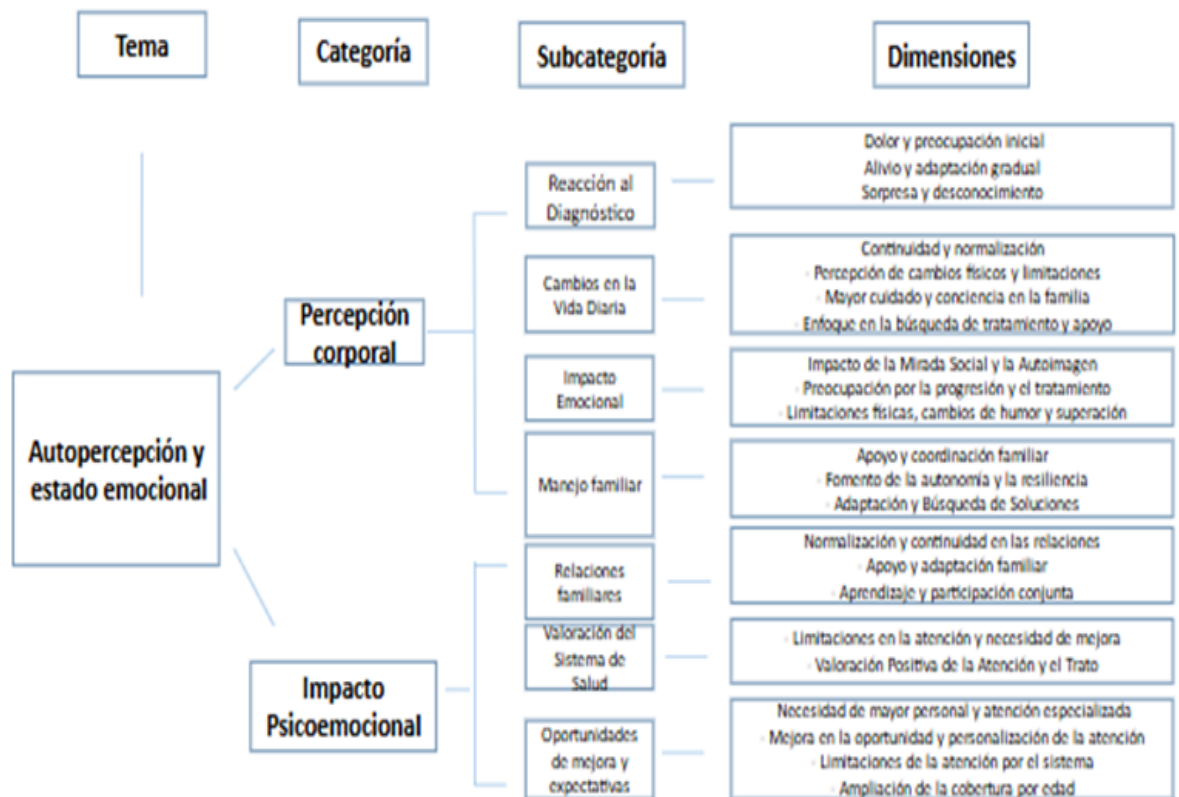 Tema
Categoría
Subcategoría
Dimensiones
Autopercepción y
estado emocional
Percepción
corporal
Reacción al
Diagnóstico
Dolor y preocupación inicial
Alivio y adaptación gradual
Sorpresa y desconocimiento
Cambios en la
Vida Diaria
Continuidad y normalización
· Percepción de cambios físicos y limitaciones
· Mayor cuidado y conciencia en la familia
· Enfoque en la búsqueda de tratamiento y apoyo
Impacto
Emocional
Impacto de la Mirada Social y la Autoimagen
· Preocupación por la progresión y el tratamiento
· Limitaciones físicas, cambios de humor y superación
Manejo familiar
Apoyo y coordinación familiar
· Fomento de la autonomía y la resiliencia
· Adaptación y Búsqueda de Soluciones
Impacto
Psicoemocional
Relaciones
familiares
Normalización y continuidad en las relaciones
· Apoyo y adaptación familiar
· Aprendizaje y participación conjunta
Valoración del
Sistema de
Salud
· Limitaciones en la atención y necesidad de mejora
· Valoración Positiva de la Atención y el Trato
Oportunidades
de mejora y
expectativas
Necesidad de mayor personal y atención especializada
· Mejora en la oportunidad y personalización de la atención
· Limitaciones de la atención por el sistema
· Ampliación de la cobertura por edad